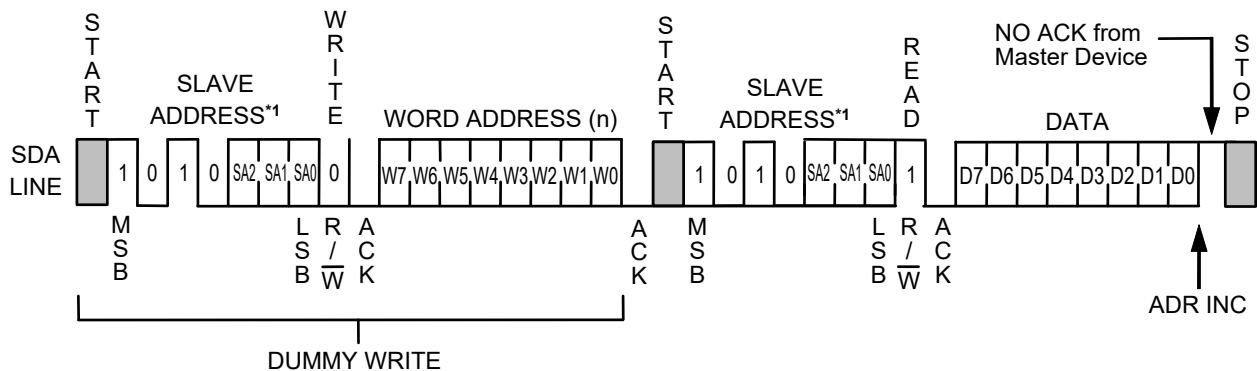 START
WRITE
START
READ
NO ACK from
Master Device
STOP
SLAVE
ADDRESS*1
WORD ADDRESS (n)
SLAVE
ADDRESS*1
DATA
SDA
LINE
1 0 1 0 SA2 SA1 SA0 0 W7 W6 W5 W4 W3 W2 W1 W0 1 0 1 0 SA2 SA1 SA0 1 D7 D6 D5 D4 D3 D2 D1 D0
MSB
LSB
R/W
ACK
ACK
MSB
LSB
R/W
ACK
ADR INC
DUMMY WRITE